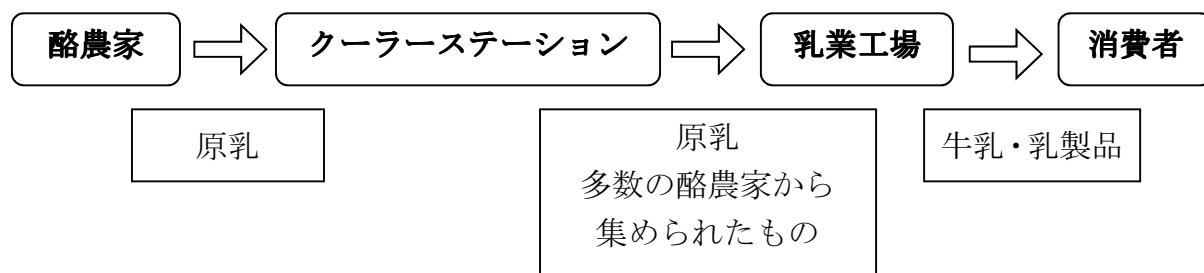 酪農家
クーラーステーション
乳業工場
消費者
原乳
原乳
多数の酪農家から
集められたもの
牛乳・乳製品